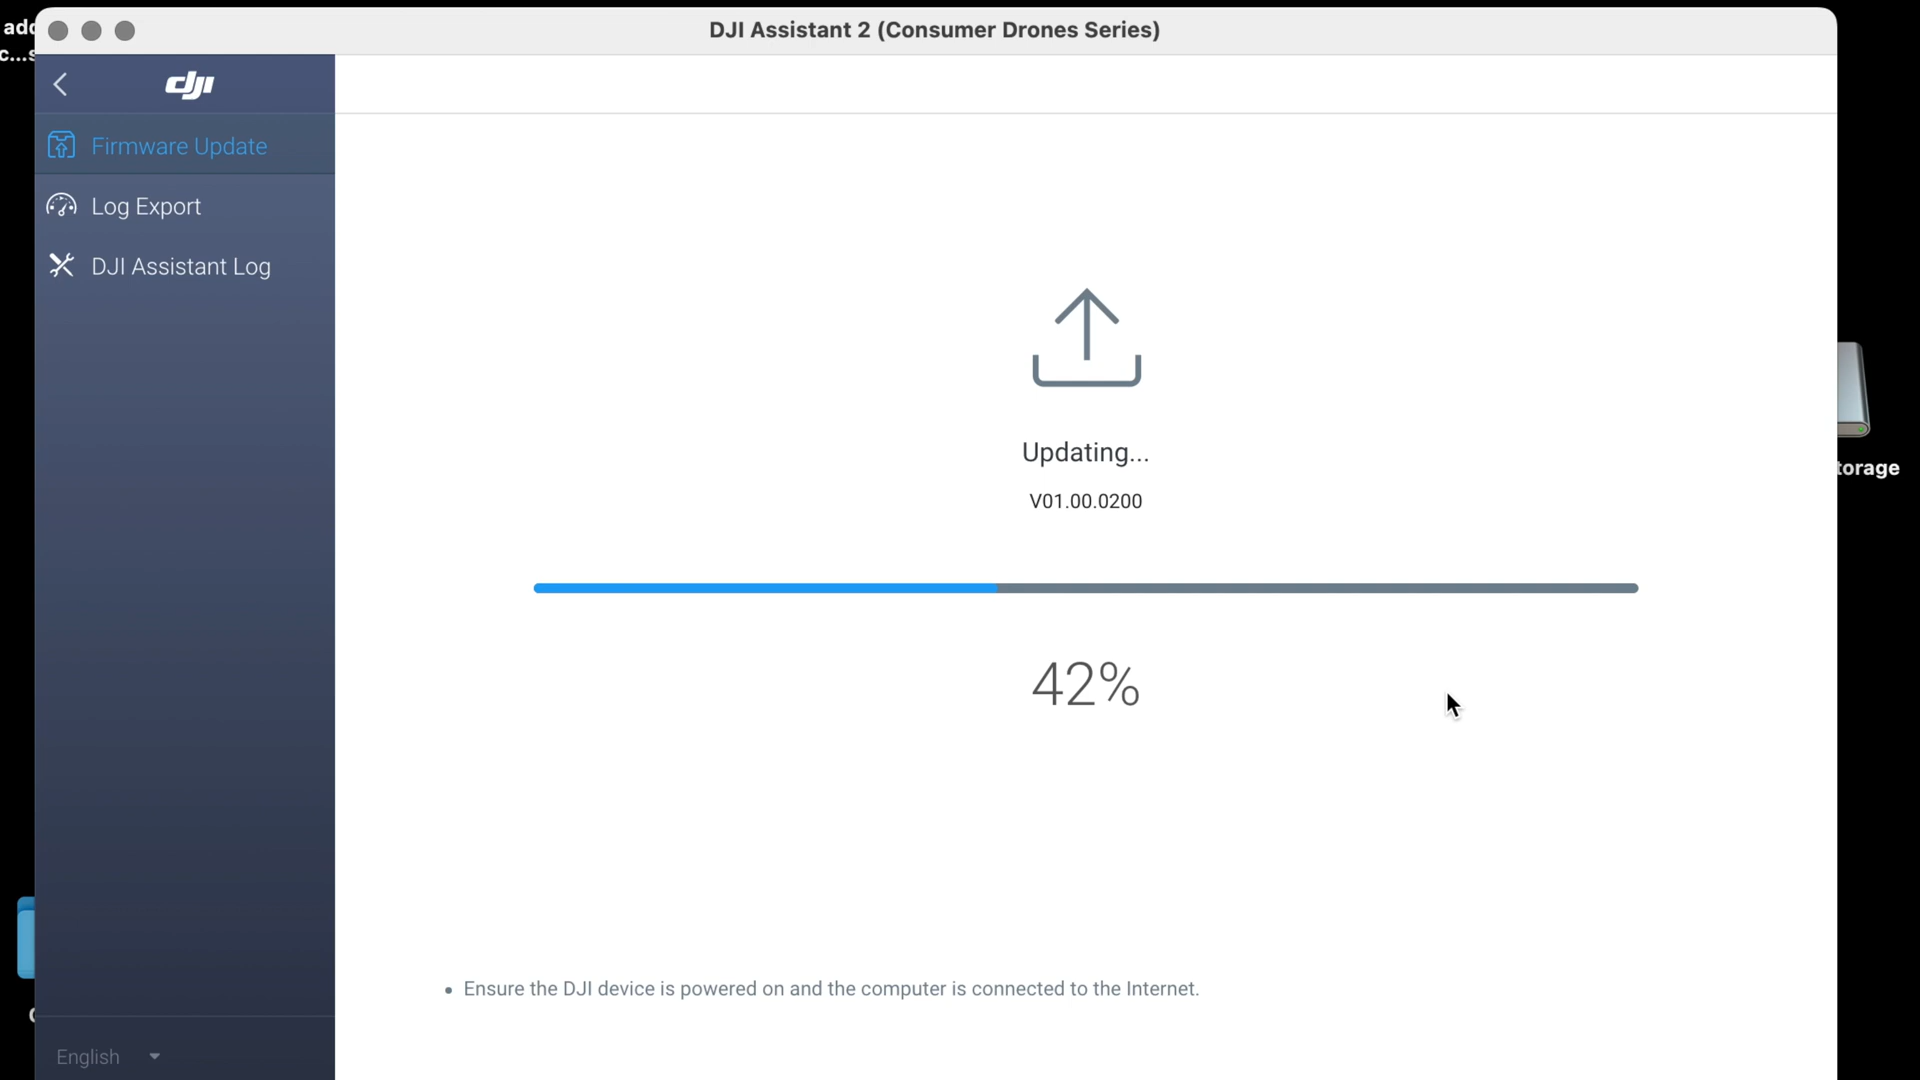 DJI Assistant 2 (Consumer Drones Series)
dji
Firmware Update
Log Export
DJI Assistant Log
Updating...
V01.00.0200
42%
Ensure the DJI device is powered on and the computer is connected to the Internet.
English
add
c...s
torage